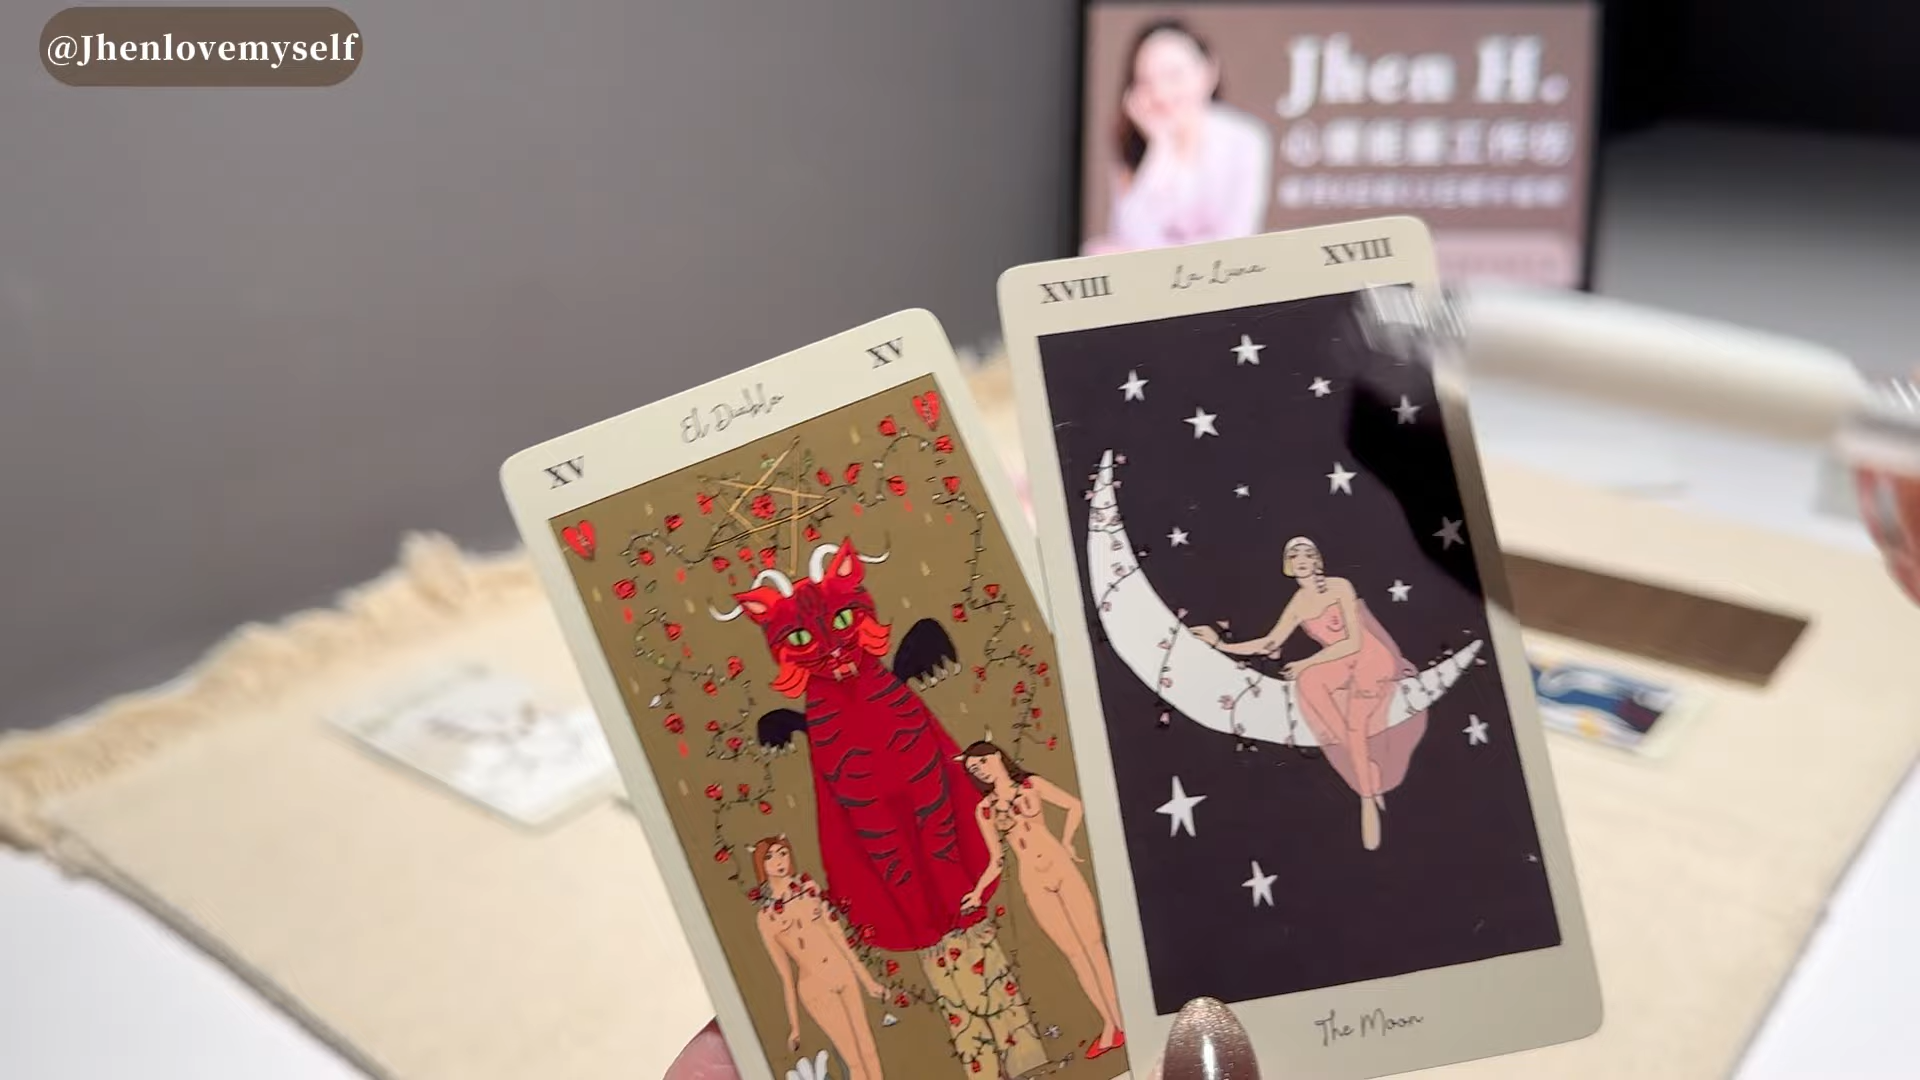 @Jhenlovemyself
Jhen H.
XVIII La Luna XVIII
XV El Diablo XV
The Moon